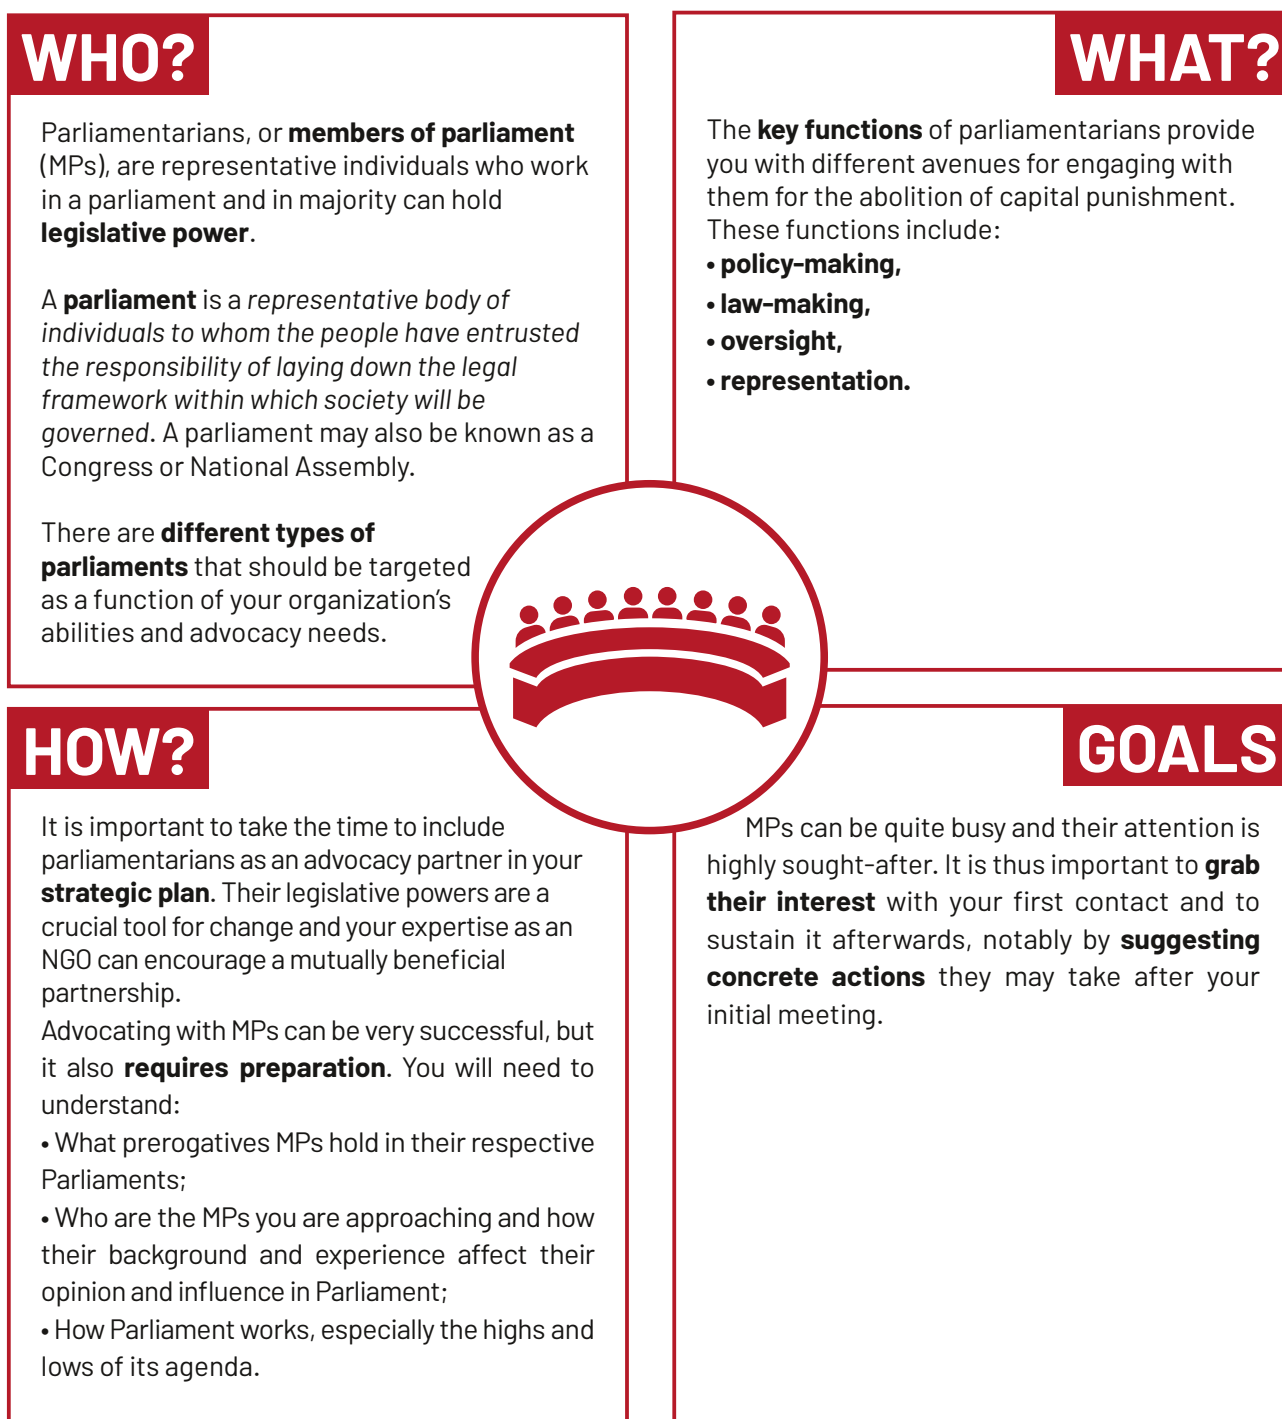 WHO?
Parliamentarians, or members of parliament
(MPs), are representative individuals who work
in a parliament and in majority can hold
legislative power.
A parliament is a representative body of
individuals to whom the people have entrusted
the responsibility of laying down the legal
framework within which society will be
governed. A parliament may also be known as a
Congress or National Assembly.
There are different types of
parliaments that should be targeted
as a function of your organization's
abilities and advocacy needs.
WHAT?
The key functions of parliamentarians provide
you with different avenues for engaging with
them for the abolition of capital punishment.
These functions include:
• policy-making,
• law-making,
• oversight,
• representation.
HOW?
It is important to take the time to include
parliamentarians as an advocacy partner in your
strategic plan. Their legislative powers are a
crucial tool for change and your expertise as an
NGO can encourage a mutually beneficial
partnership.
Advocating with MPs can be very successful, but
it also requires preparation. You will need to
understand:
• What prerogatives MPs hold in their respective
Parliaments;
• Who are the MPs you are approaching and how
their background and experience affect their
opinion and influence in Parliament;
• How Parliament works, especially the highs and
lows of its agenda.
GOALS
MPs can be quite busy and their attention is
highly sought-after. It is thus important to grab
their interest with your first contact and to
sustain it afterwards, notably by suggesting
concrete actions they may take after your
initial meeting.